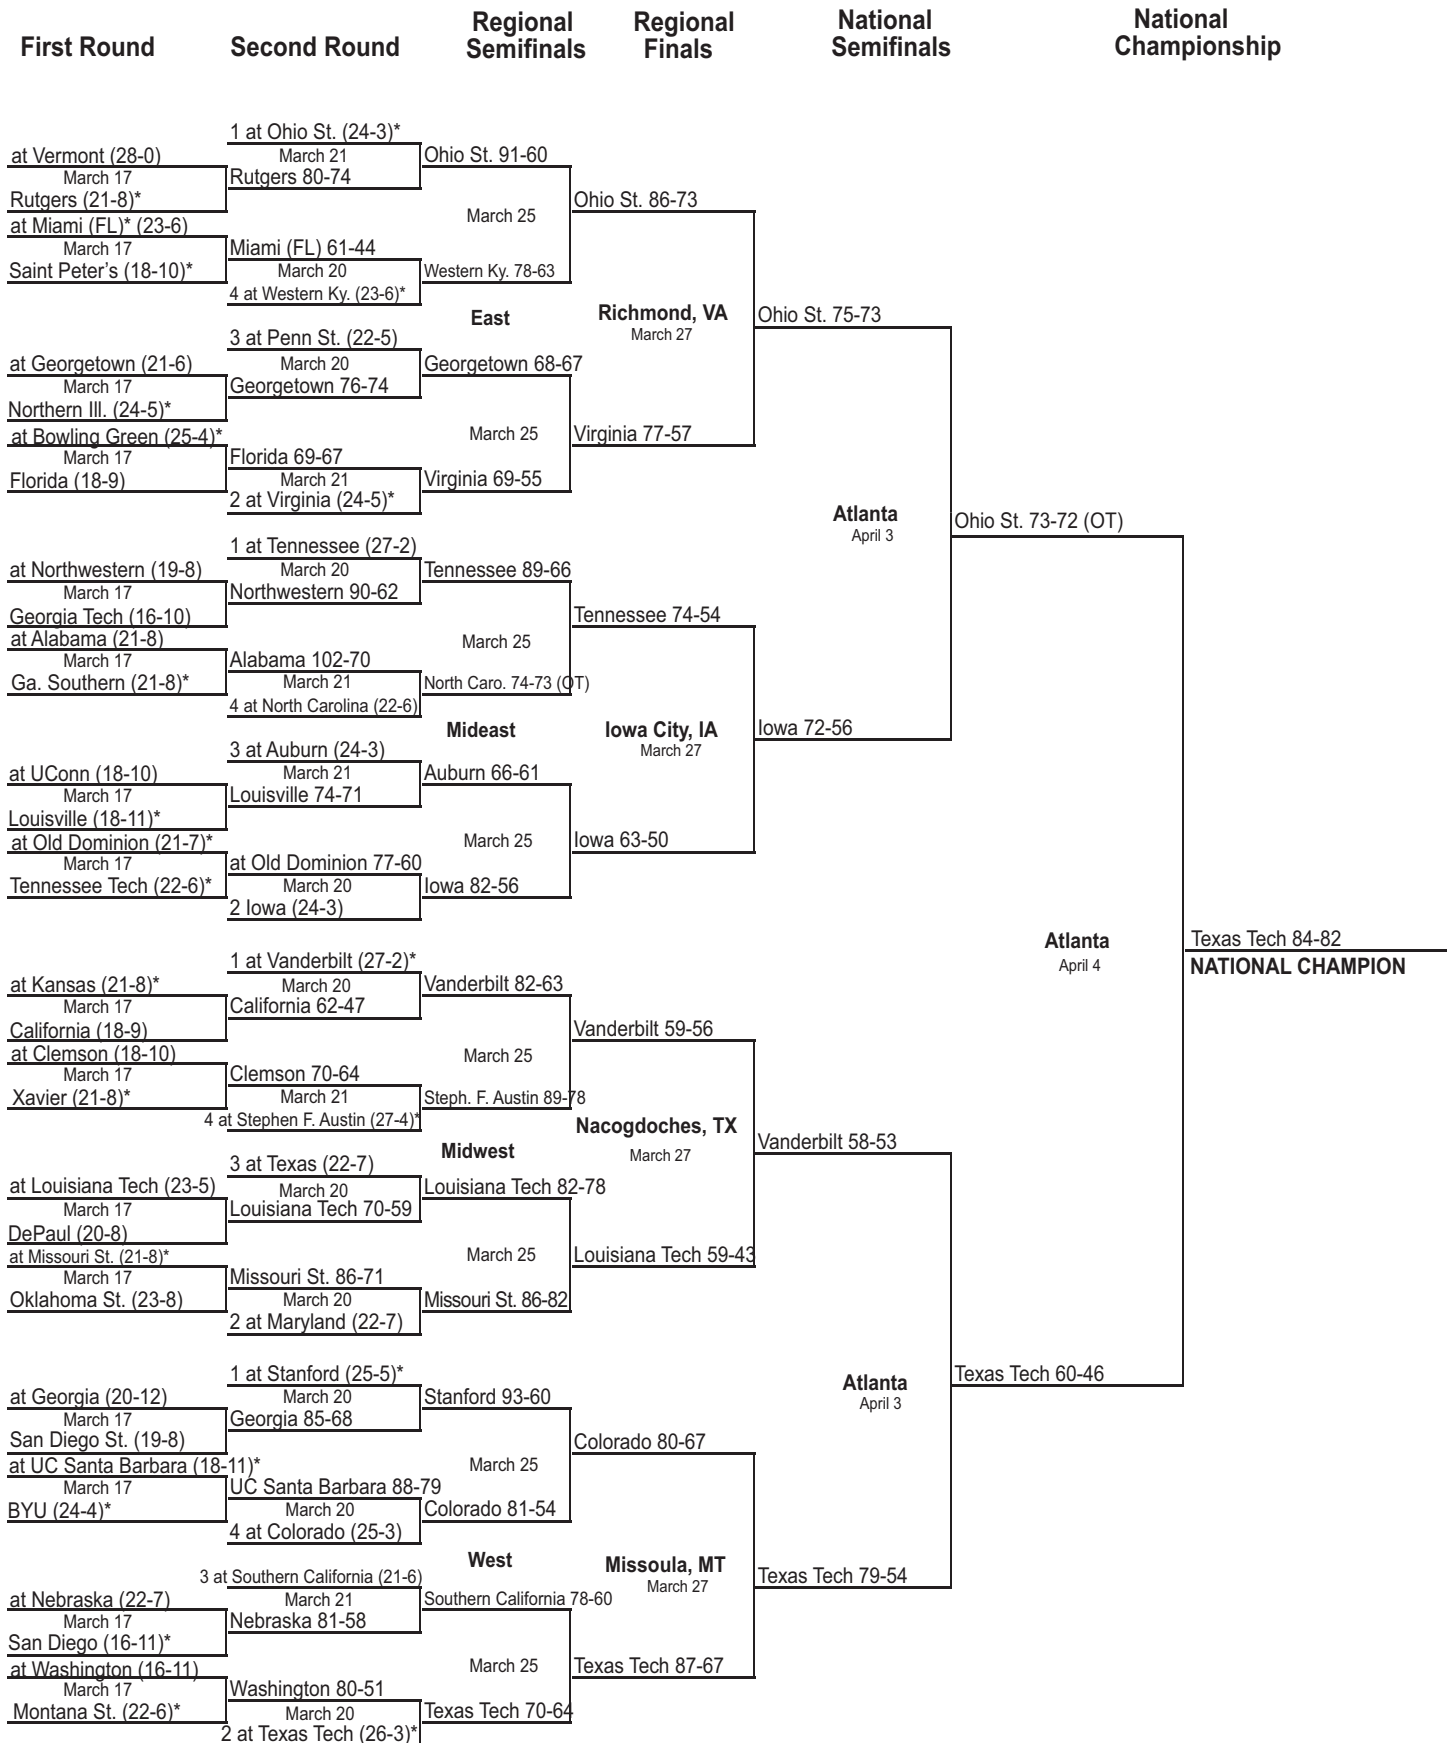 First Round
Second Round
Regional
Semifinals
Regional
Finals
National
Semifinals
National
Championship
1 at Ohio St. (24-3)*
at Vermont (28-0)
March 21
Ohio St. 91-60
March 17
Rutgers 80-74
Rutgers (21-8)*
Ohio St. 86-73
at Miami (FL)* (23-6)
March 25
March 17
Miami (FL) 61-44
Saint Peter's (18-10)*
March 20
Western Ky. 78-63
4 at Western Ky. (23-6)*
East
Richmond, VA
March 27
Ohio St. 75-73
3 at Penn St. (22-5)
at Georgetown (21-6)
March 20
Georgetown 68-67
March 17
Georgetown 76-74
Northern Ill. (24-5)*
at Bowling Green (25-4)*
March 25
Virginia 77-57
March 17
Florida 69-67
Florida (18-9)
March 21
Virginia 69-55
2 at Virginia (24-5)*
Atlanta
April 3
Ohio St. 73-72 (OT)
1 at Tennessee (27-2)
at Northwestern (19-8)
March 20
Tennessee 89-66
March 17
Northwestern 90-62
Georgia Tech (16-10)
Tennessee 74-54
at Alabama (21-8)
March 25
March 17
Alabama 102-70
Ga. Southern (21-8)*
March 21
North Caro. 74-73 (OT)
4 at North Carolina (22-6)
Mideast
Iowa City, IA
March 27
Iowa 72-56
3 at Auburn (24-3)
at UConn (18-10)
March 21
Auburn 66-61
March 17
Louisville 74-71
Louisville (18-11)*
at Old Dominion (21-7)*
March 25
Iowa 63-50
March 17
at Old Dominion 77-60
Tennessee Tech (22-6)*
March 20
Iowa 82-56
2 Iowa (24-3)
Atlanta
April 4
Texas Tech 84-82
NATIONAL CHAMPION
1 at Vanderbilt (27-2)*
at Kansas (21-8)*
March 20
Vanderbilt 82-63
March 17
California 62-47
California (18-9)
Vanderbilt 59-56
at Clemson (18-10)
March 25
March 17
Clemson 70-64
Xavier (21-8)*
March 21
Steph. F. Austin 89-78
4 at Stephen F. Austin (27-4)*
Midwest
Nacogdoches, TX
March 27
Vanderbilt 58-53
3 at Texas (22-7)
at Louisiana Tech (23-5)
March 20
Louisiana Tech 82-78
March 17
Louisiana Tech 70-59
DePaul (20-8)
at Missouri St. (21-8)*
March 25
Louisiana Tech 59-43
March 17
Missouri St. 86-71
Oklahoma St. (23-8)
March 20
Missouri St. 86-82
2 at Maryland (22-7)
Atlanta
April 3
Texas Tech 60-46
1 at Stanford (25-5)*
at Georgia (20-12)
March 20
Stanford 93-60
March 17
Georgia 85-68
San Diego St. (19-8)
Colorado 80-67
at UC Santa Barbara (18-11)*
March 25
March 17
UC Santa Barbara 88-79
BYU (24-4)*
March 20
Colorado 81-54
4 at Colorado (25-3)
West
Missoula, MT
March 27
Texas Tech 79-54
3 at Southern California (21-6)
at Nebraska (22-7)
March 21
Southern California 78-60
March 17
Nebraska 81-58
San Diego (16-11)*
at Washington (16-11)
March 25
Texas Tech 87-67
March 17
Washington 80-51
Montana St. (22-6)*
March 20
Texas Tech 70-64
2 at Texas Tech (26-3)*